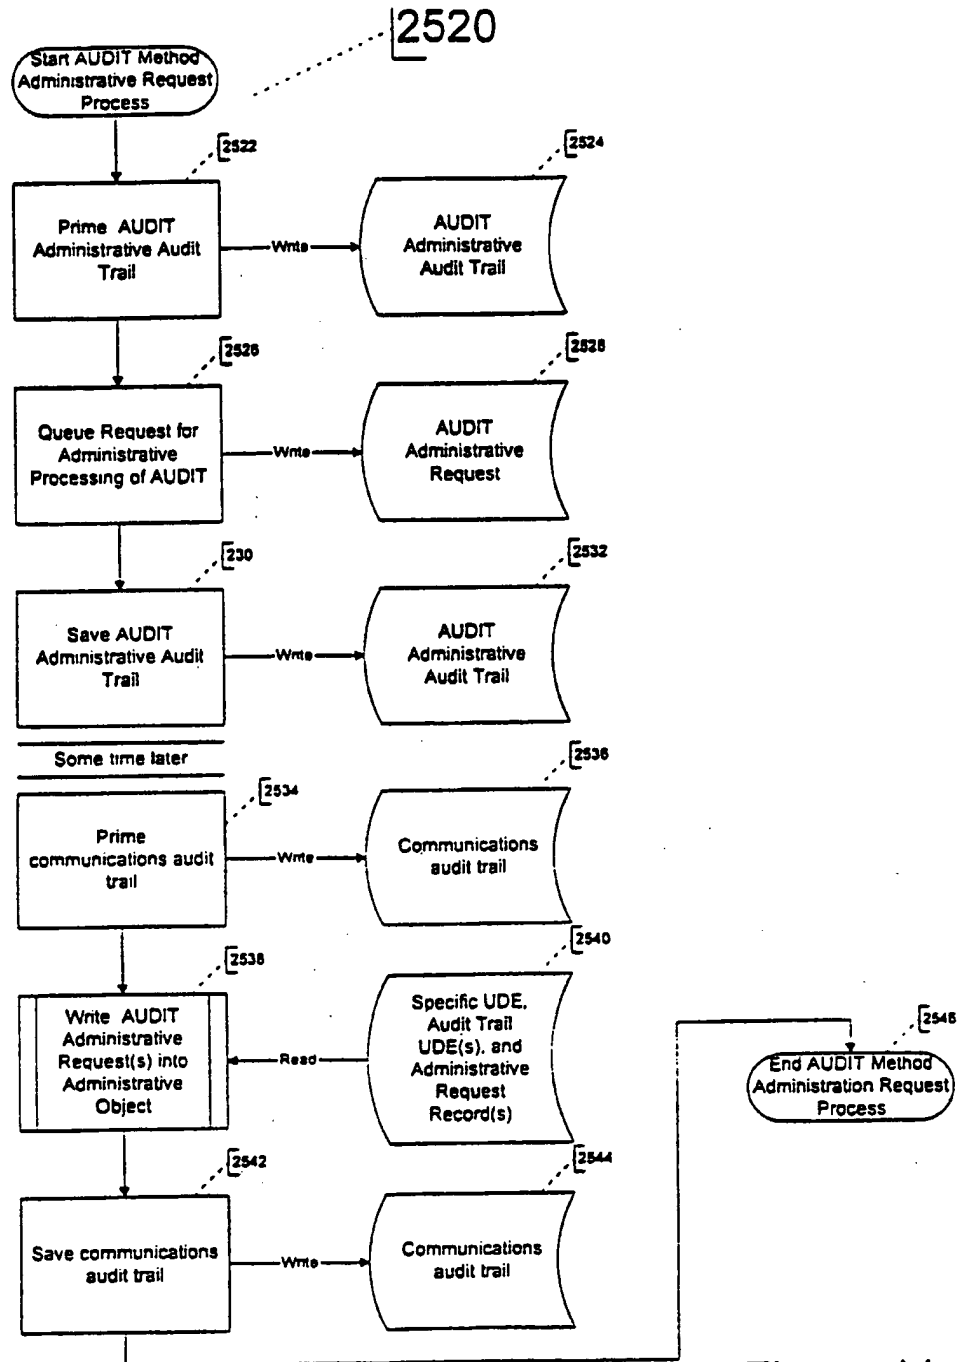 2520
Start AUDIT Method
Administrative Request
Process
2522
2524
Prime AUDIT
Administrative Audit
Trail
Write
AUDIT
Administrative
Audit Trail
2526
2528
Queue Request for
Administrative
Processing of AUDIT
Write
AUDIT
Administrative
Request
230
2532
Save AUDIT
Administrative Audit
Trail
Write
AUDIT
Administrative
Audit Trail
Some time later
2534
2536
Prime
communications audit
trail
Write
Communications
audit trail
2538
2540
Write AUDIT
Administrative
Request(s) into
Administrative
Object
Read
Specific UDE,
Audit Trail
UDE(s), and
Administrative
Request
Record(s)
2546
End AUDIT Method
Administration Request
Process
2542
2544
Save communications
audit trail
Write
Communications
audit trail